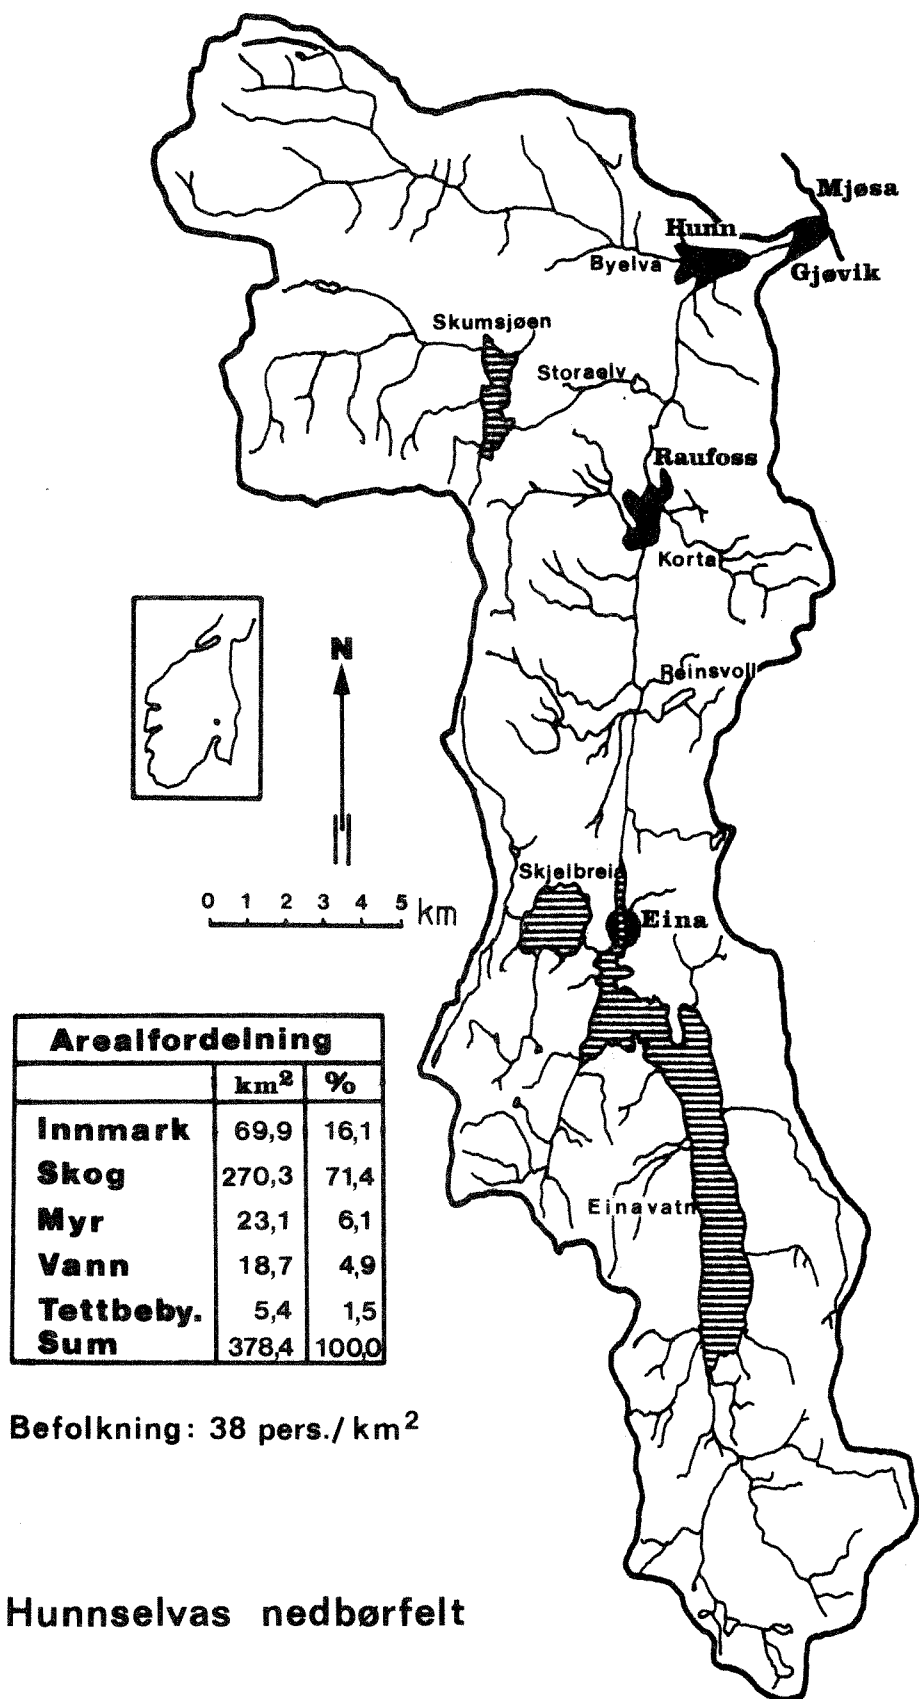 Mjøsa
Hunn
Byelva
Gjøvik
Skumsjøen
Storaelv
Raufoss
Korta
Reinsvoll
N
Skjelbreia
0 1 2 3 4 5 km
Eina
Arealfordelning
km² %
Innmark 69,9 16,1
Skog 270,3 71,4
Myr 23,1 6,1
Vann 18,7 4,9
Tettbeby. 5,4 1,5
Sum 378,4 100,0
Einavatn
Befolkning: 38 pers./km²
Hunnselvas nedbørfelt